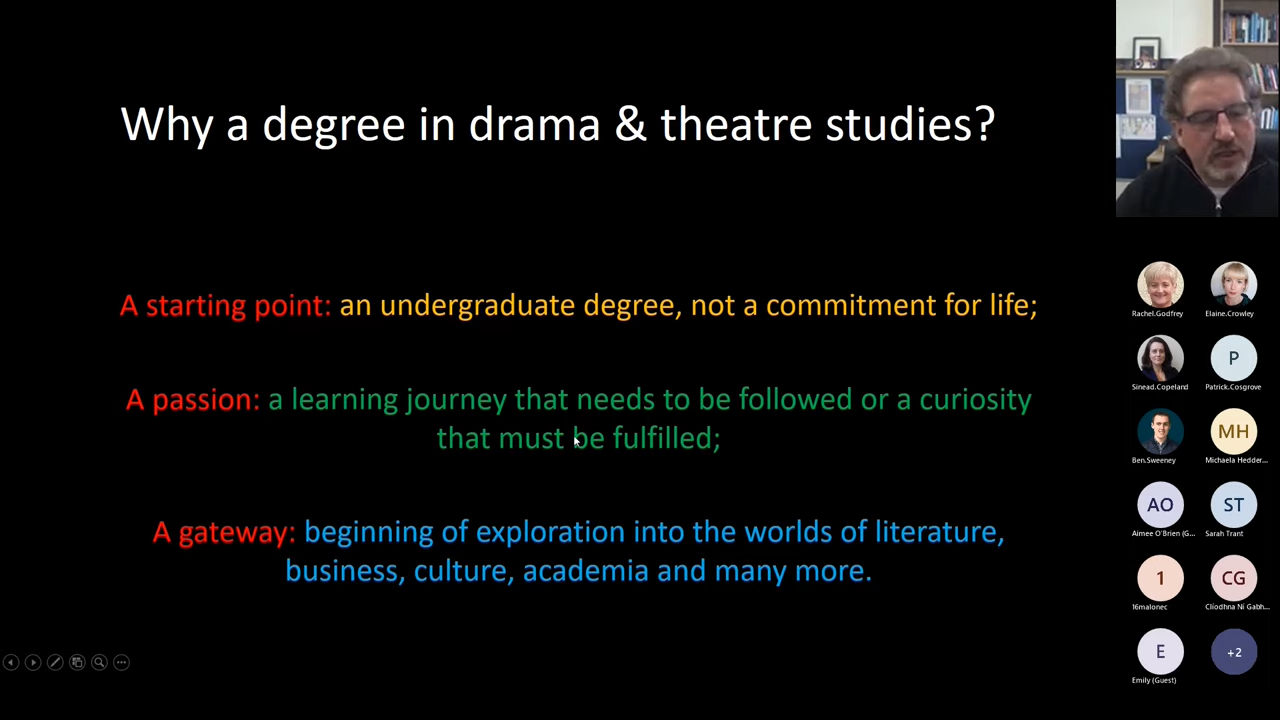 Why a degree in drama & theatre studies?
A starting point: an undergraduate degree, not a commitment for life;
A passion: a learning journey that needs to be followed or a curiosity
that must be fulfilled;
A gateway: beginning of exploration into the worlds of literature,
business, culture, academia and many more.
Rachel.Godfrey
Elaine.Crowley
Sinead.Copeland
P
Patrick.Cosgrove
Ben.Sweeney
MH
Michaela Hedder...
AO
Aimee O'Brien (G...
ST
Sarah Trant
1
16malonec
CG
Clíodhna Ní Gabh...
E
Emily (Guest)
+2